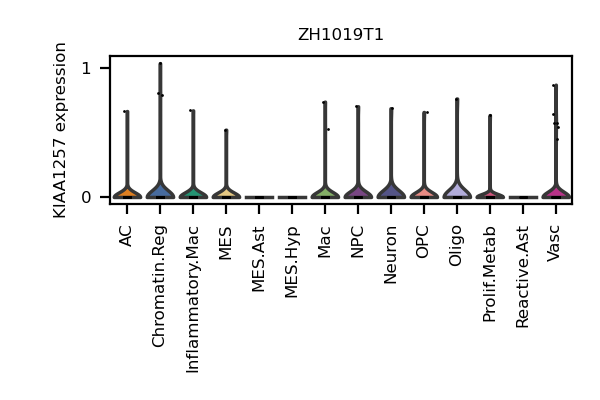 ZH1019T1
KIAA1257 expression
1
0
AC
Chromatin.Reg
Inflammatory.Mac
MES
MES.Ast
MES.Hyp
Mac
NPC
Neuron
OPC
Oligo
Prolif.Metab
Reactive.Ast
Vasc